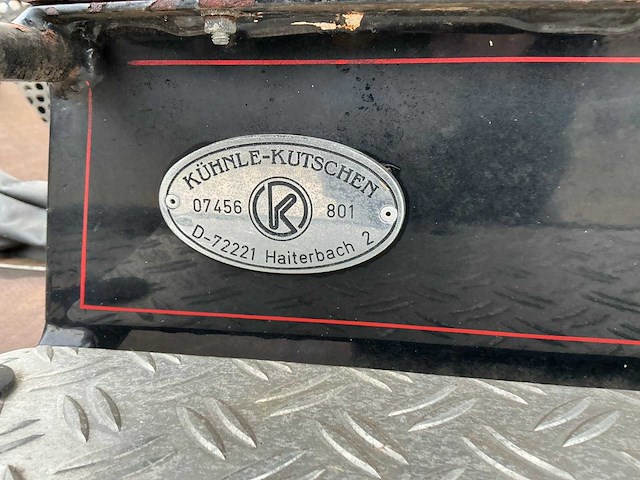 KÜHNLE-KUTSCHEN
07456 K 801
D-72221 Haiterbach 2